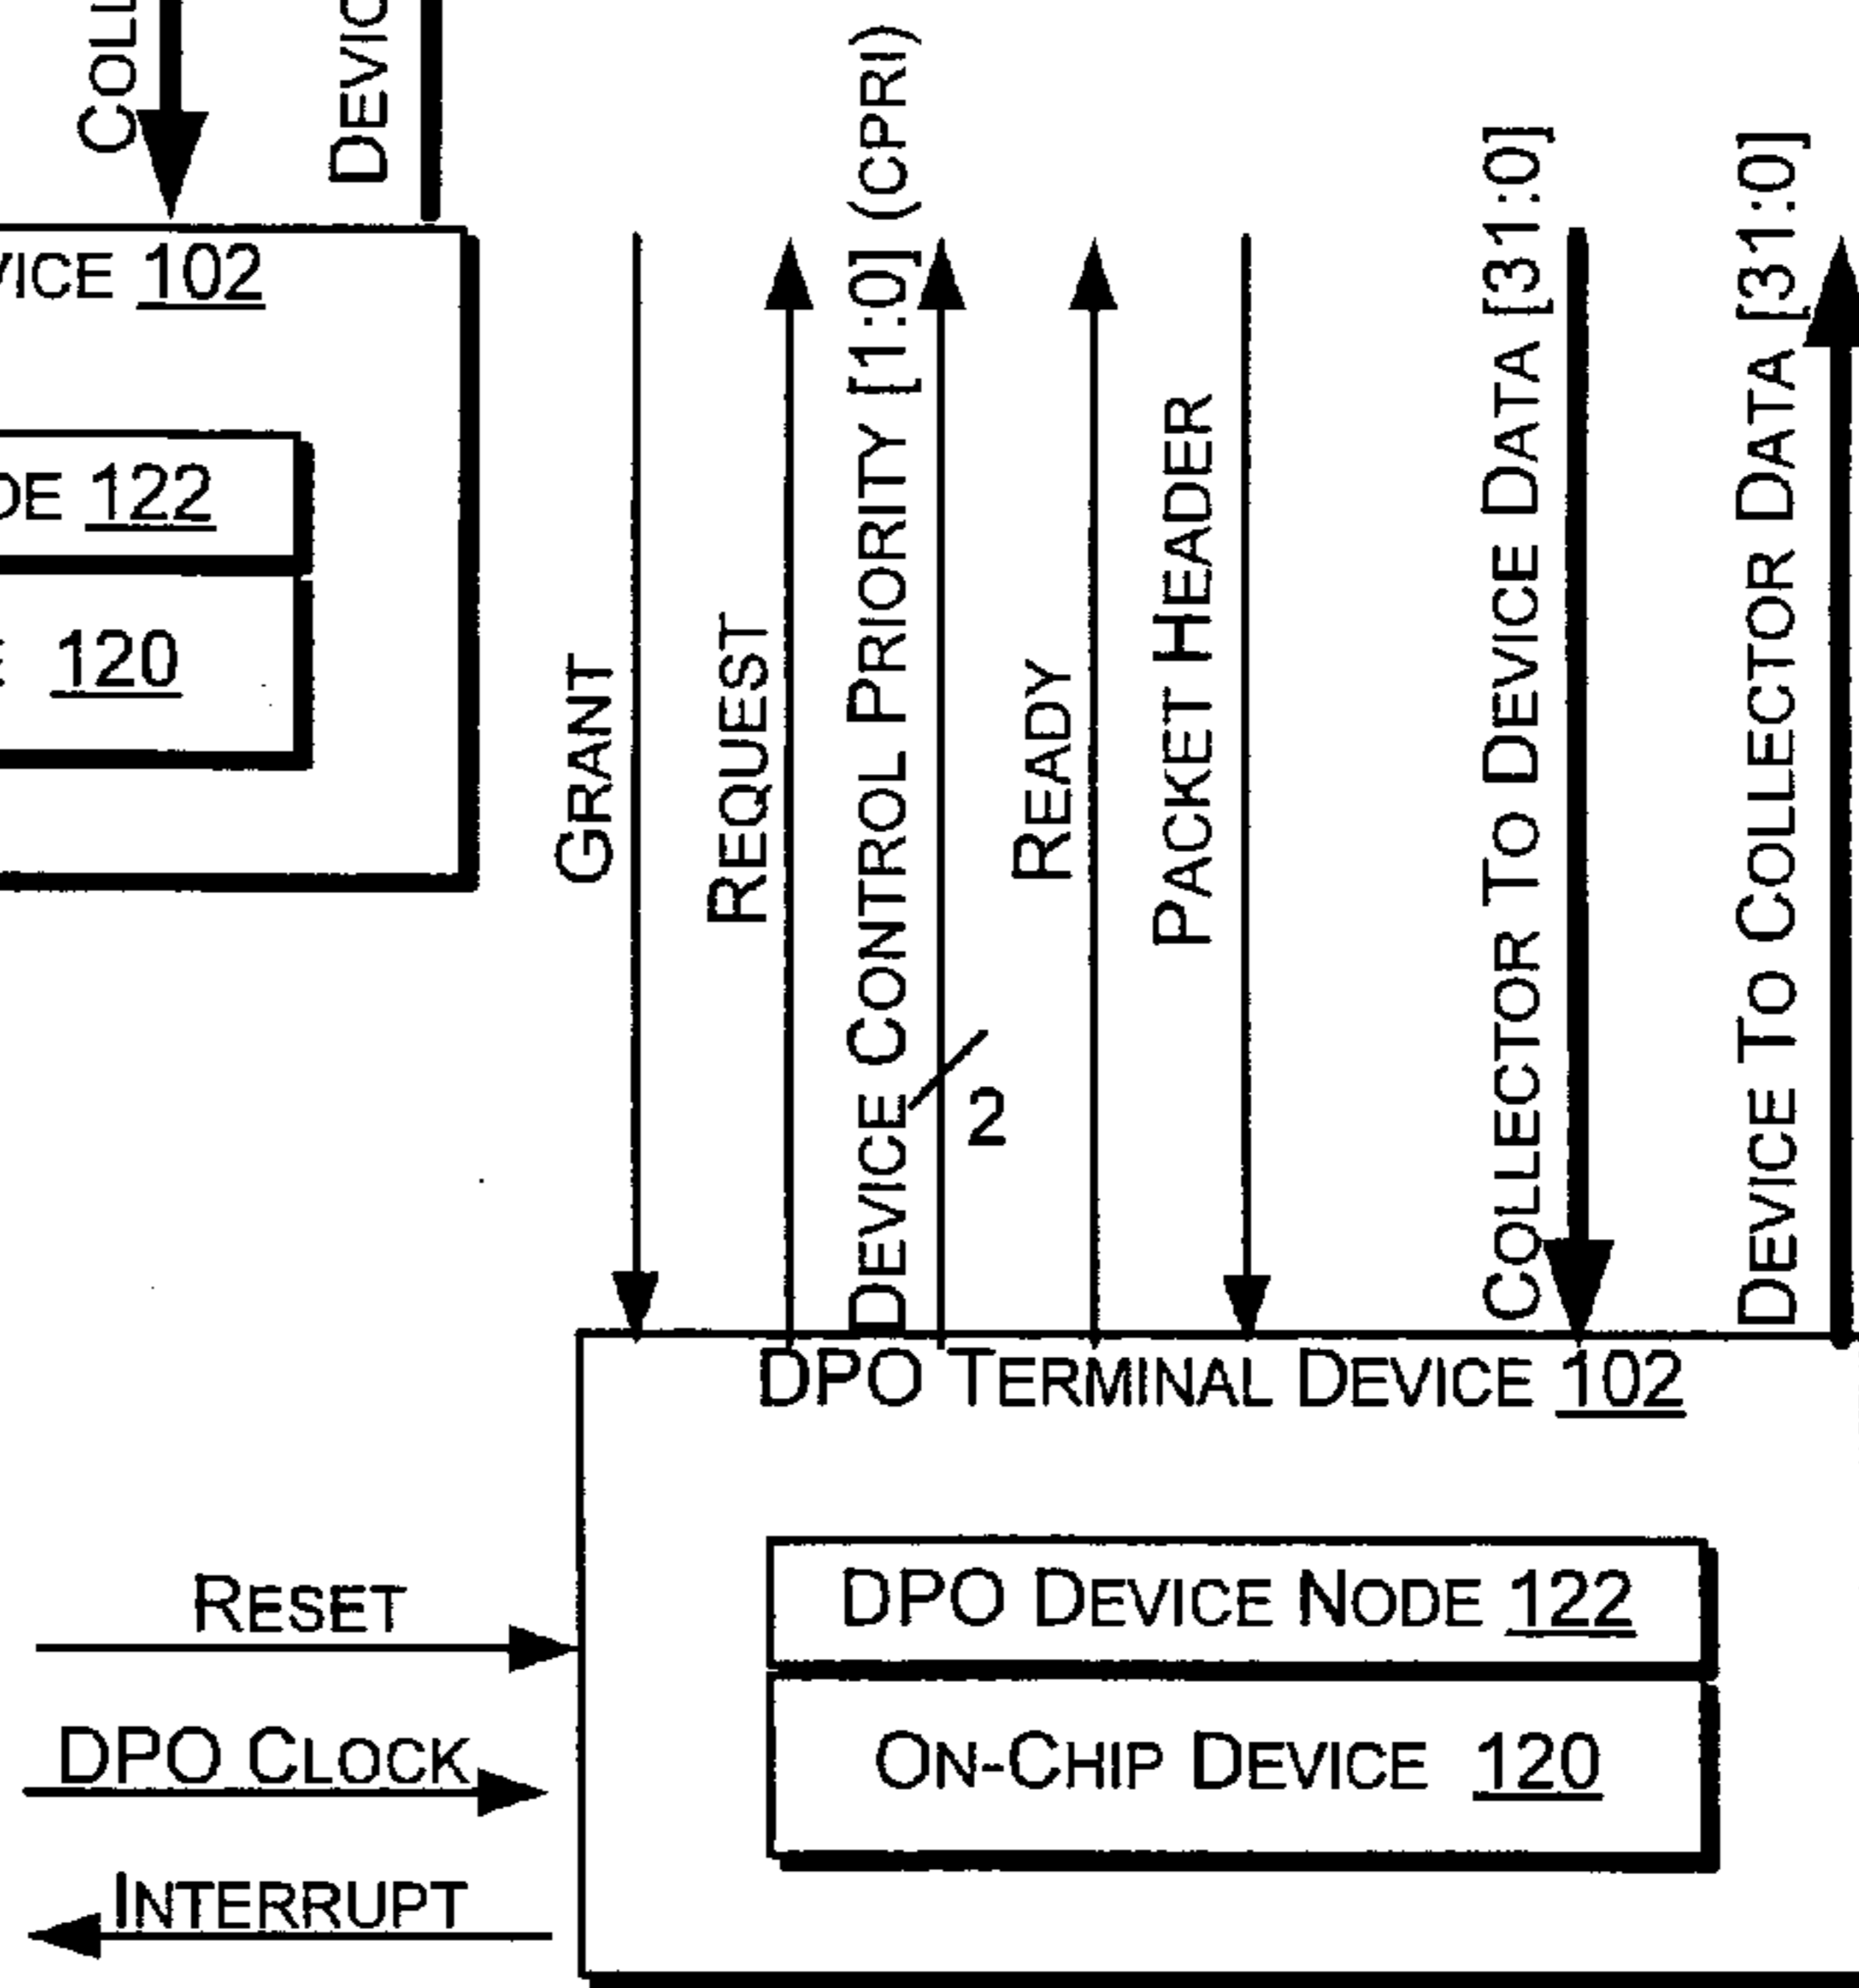 102
122
120
GRANT
REQUEST
DEVICE CONTROL PRIORITY [1:0] (CPRI)
2
READY
PACKET HEADER
COLLECTOR TO DEVICE DATA [31:0]
DEVICE TO COLLECTOR DATA [31:0]
DPO TERMINAL DEVICE 102
DPO DEVICE NODE 122
ON-CHIP DEVICE 120
RESET
DPO CLOCK
INTERRUPT